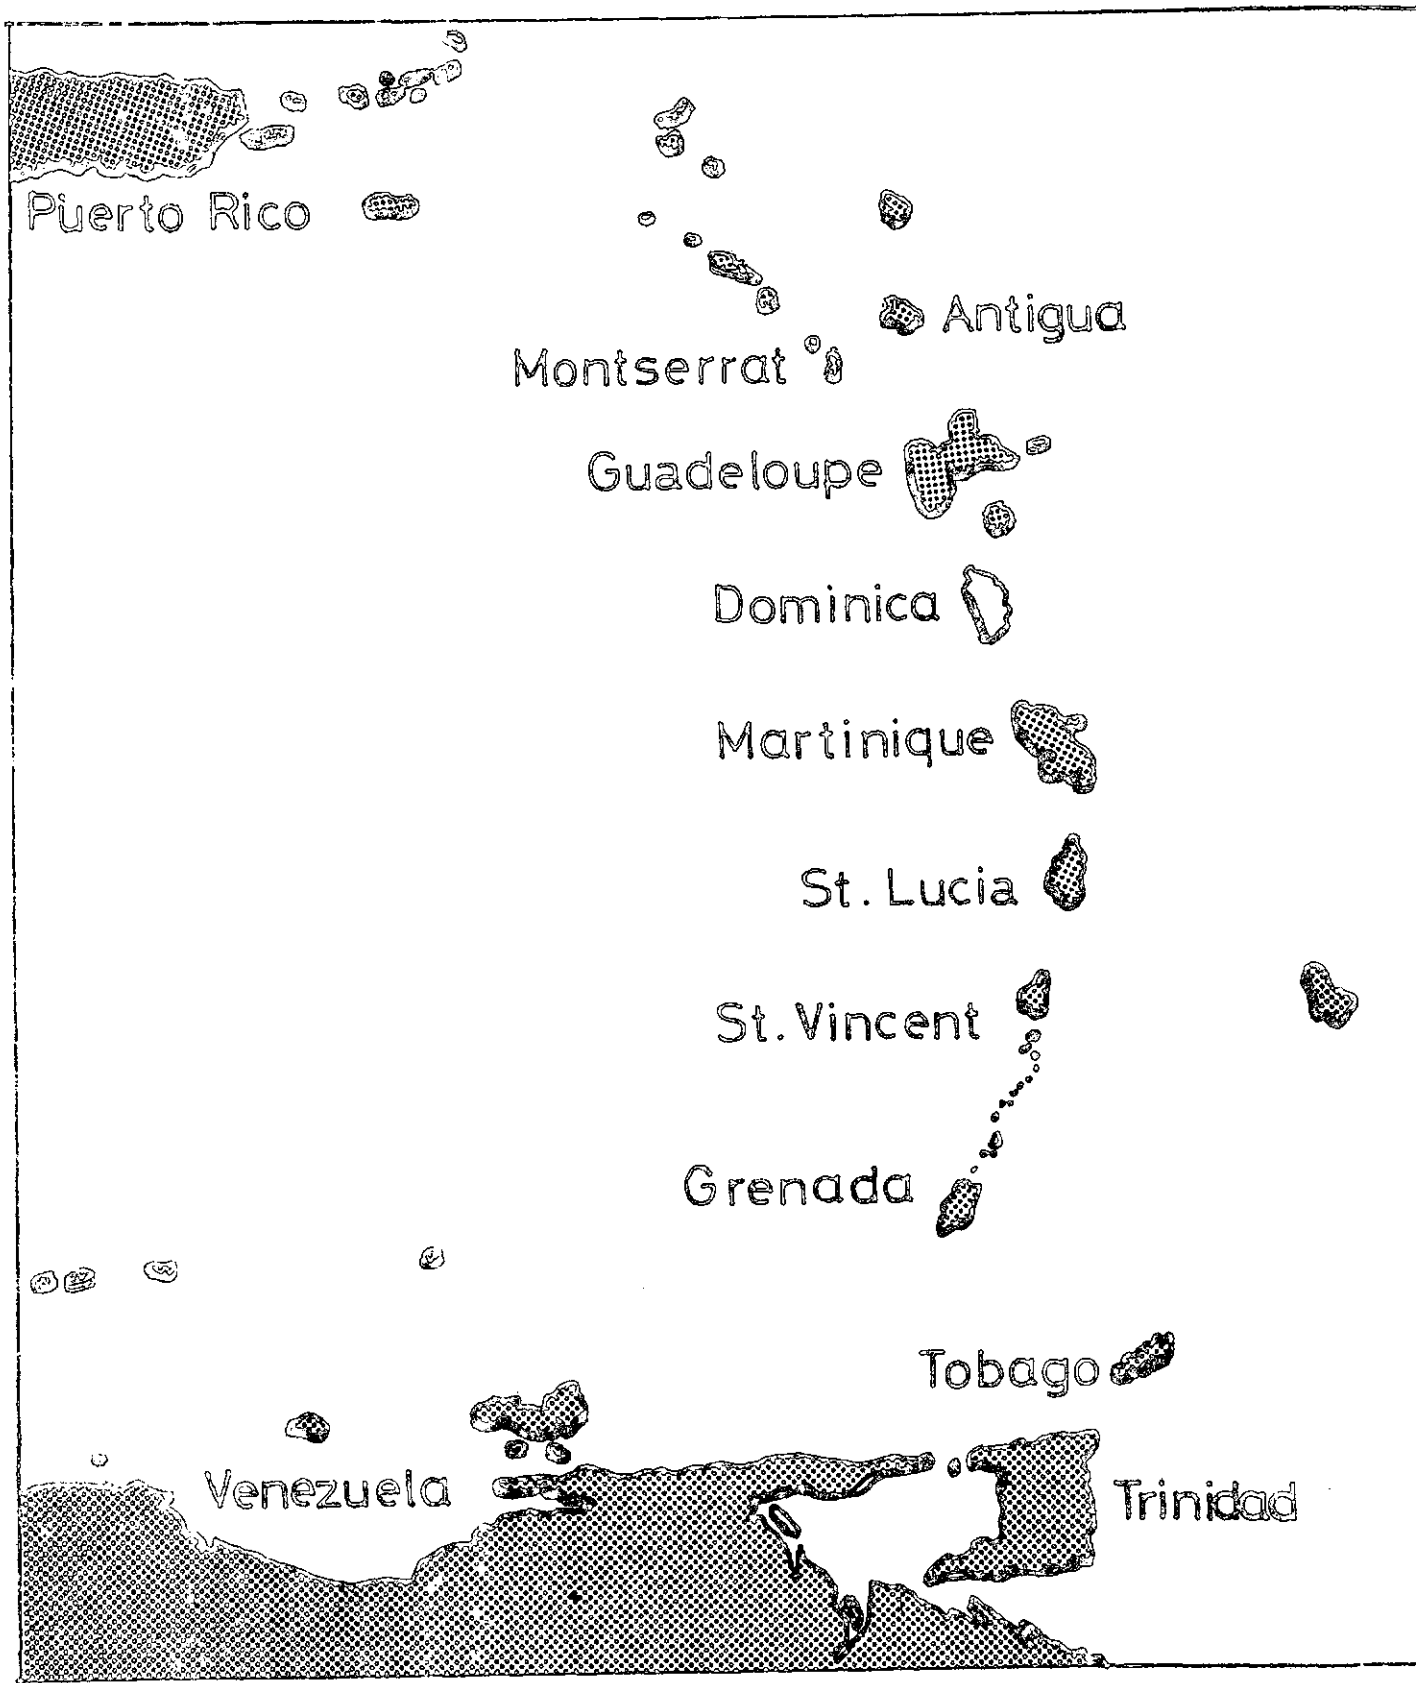 Puerto Rico
Antigua
Montserrat
Guadeloupe
Dominica
Martinique
St. Lucia
St. Vincent
Grenada
Tobago
Venezuela
Trinidad